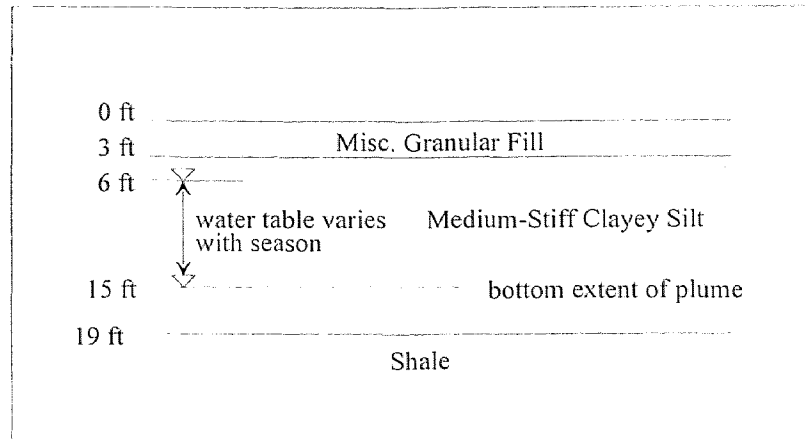 0 ft
3 ft
Misc. Granular Fill
6 ft
water table varies
with season
Medium-Stiff Clayey Silt
15 ft
bottom extent of plume
19 ft
Shale